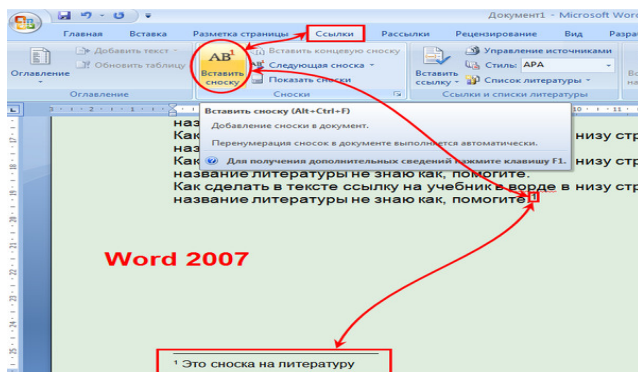 Документ1 - Microsoft Word
Главная Вставка Разметка страницы Ссылки Рассылки Рецензирование Вид Разра
Оглавление
Добавить текст
Обновить таблицу
Оглавление
AB¹
Вставить сноску
Вставить концевую сноску
Следующая сноска
Показать сноски
Сноски
Вставить ссылку
Управление источниками
Стиль: APA
Список литературы
Ссылки и списки литературы
Вставить сноску (Alt+Ctrl+F)
Добавление сноски в документ.
Перенумерация сносок в документе выполняется автоматически.
Для получения дополнительных сведений нажмите клавишу F1.
наз
Как низу стр
наз
Как низу стр
название литературы не знаю как, помогите.
Как сделать в тексте ссылку на учебник в ворде в низу стр
название литературы не знаю как, помогите.¹
Word 2007
¹ Это сноска на литературу